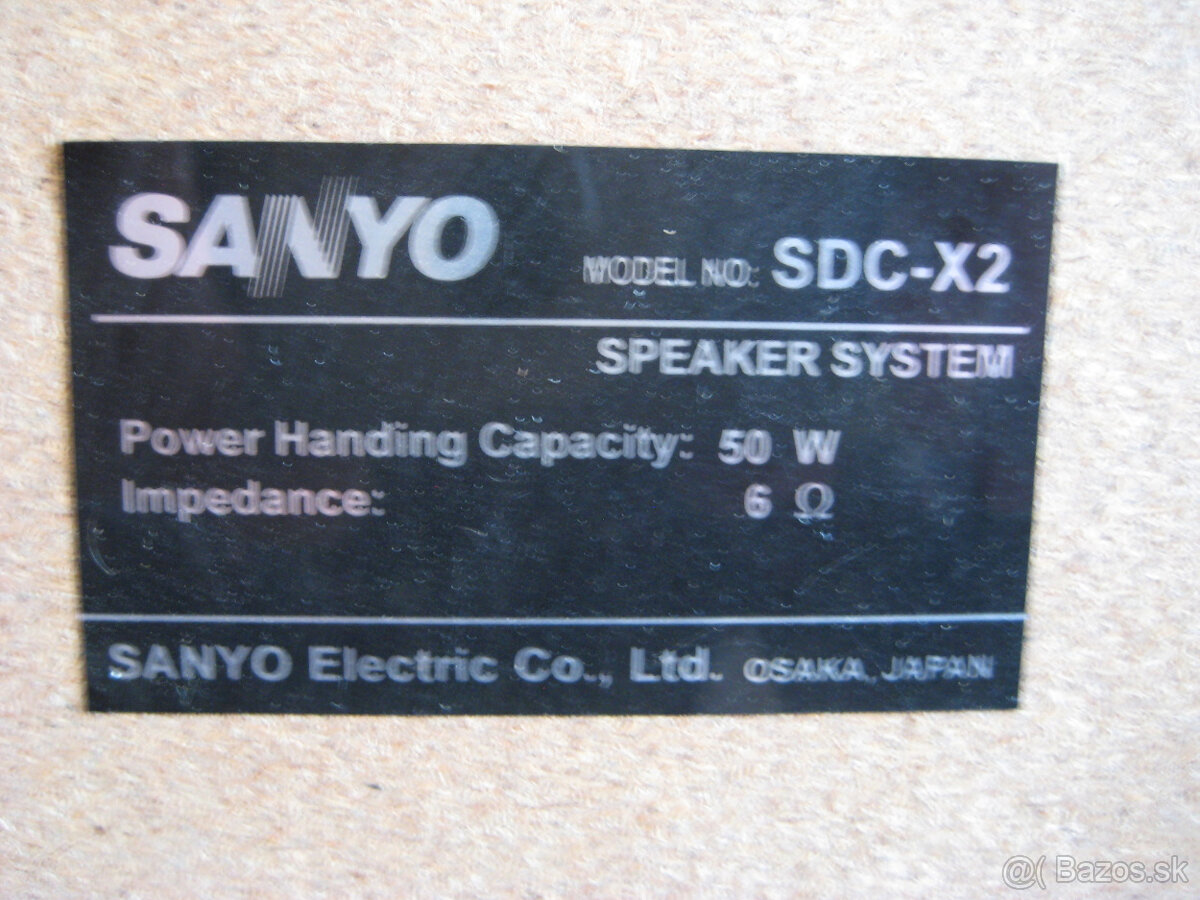 SANYO MODEL NO: SDC-X2
SPEAKER SYSTEM
Power Handing Capacity: 50 W
Impedance: 6 Ω
SANYO Electric Co., Ltd. OSAKA, JAPAN
@( Bazos.sk